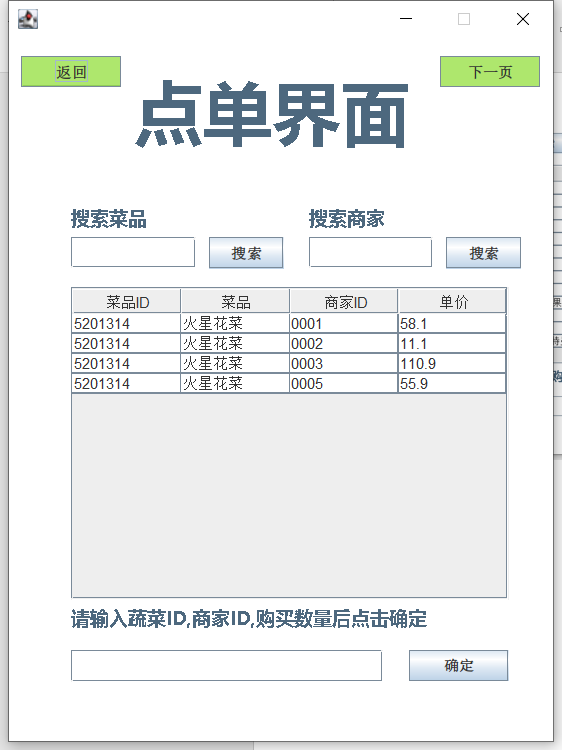 返回 下一页
点单界面
搜索菜品 搜索商家
搜索 搜索
菜品ID 菜品 商家ID 单价
5201314 火星花菜 0001 58.1
5201314 火星花菜 0002 11.1
5201314 火星花菜 0003 110.9
5201314 火星花菜 0005 55.9
请输入蔬菜ID,商家ID,购买数量后点击确定
确定